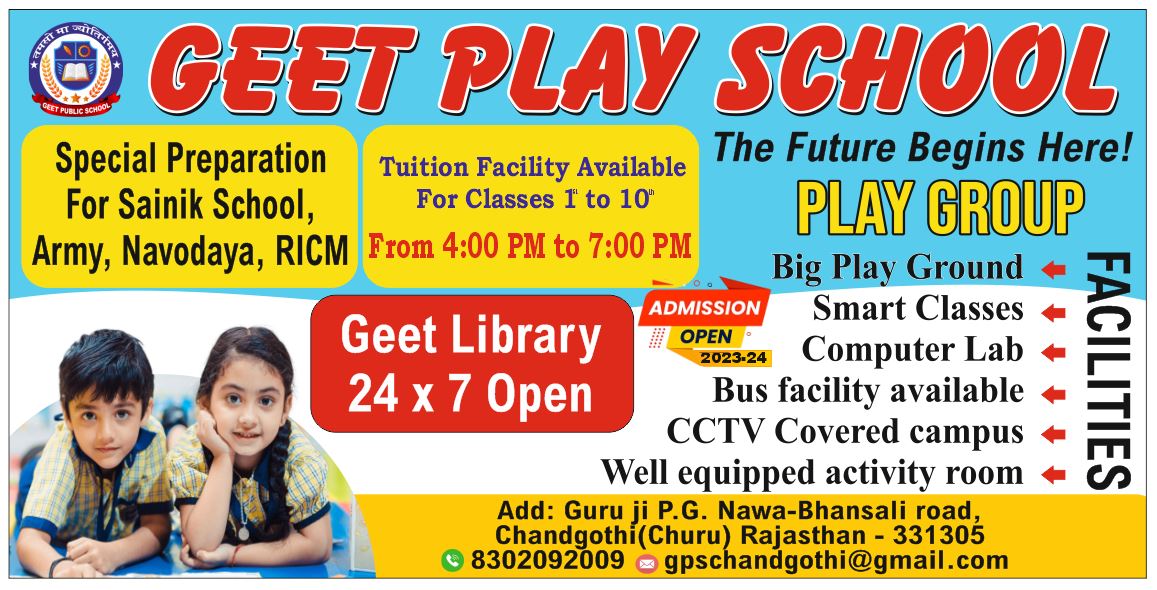 तमसो मा ज्योतिर्गमय
GEET PUBLIC SCHOOL
GEET PLAY SCHOOL
The Future Begins Here!
PLAY GROUP
Special Preparation
For Sainik School,
Army, Navodaya, RICM
Tuition Facility Available
For Classes 1st to 10th
From 4:00 PM to 7:00 PM
Geet Library
24 x 7 Open
ADMISSION
OPEN
2023-24
FACILITIES
Big Play Ground
Smart Classes
Computer Lab
Bus facility available
CCTV Covered campus
Well equipped activity room
Add: Guru ji P.G. Nawa-Bhansali road,
Chandgothi(Churu) Rajasthan - 331305
8302092009 gpschandgothi@gmail.com